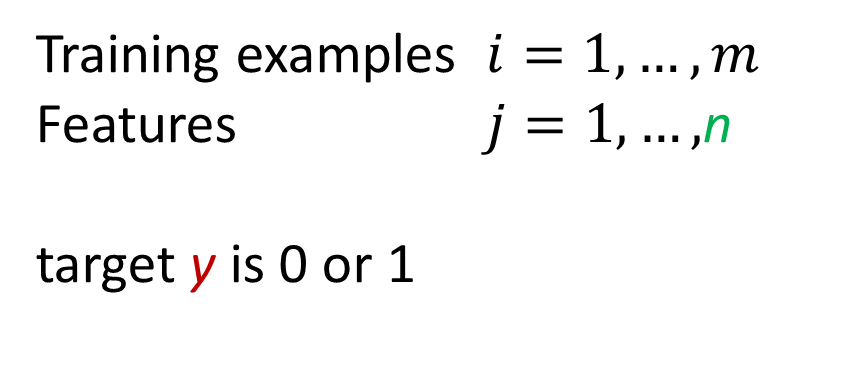 Training examples i = 1, ... , m
Features j = 1, ... ,n
target y is 0 or 1